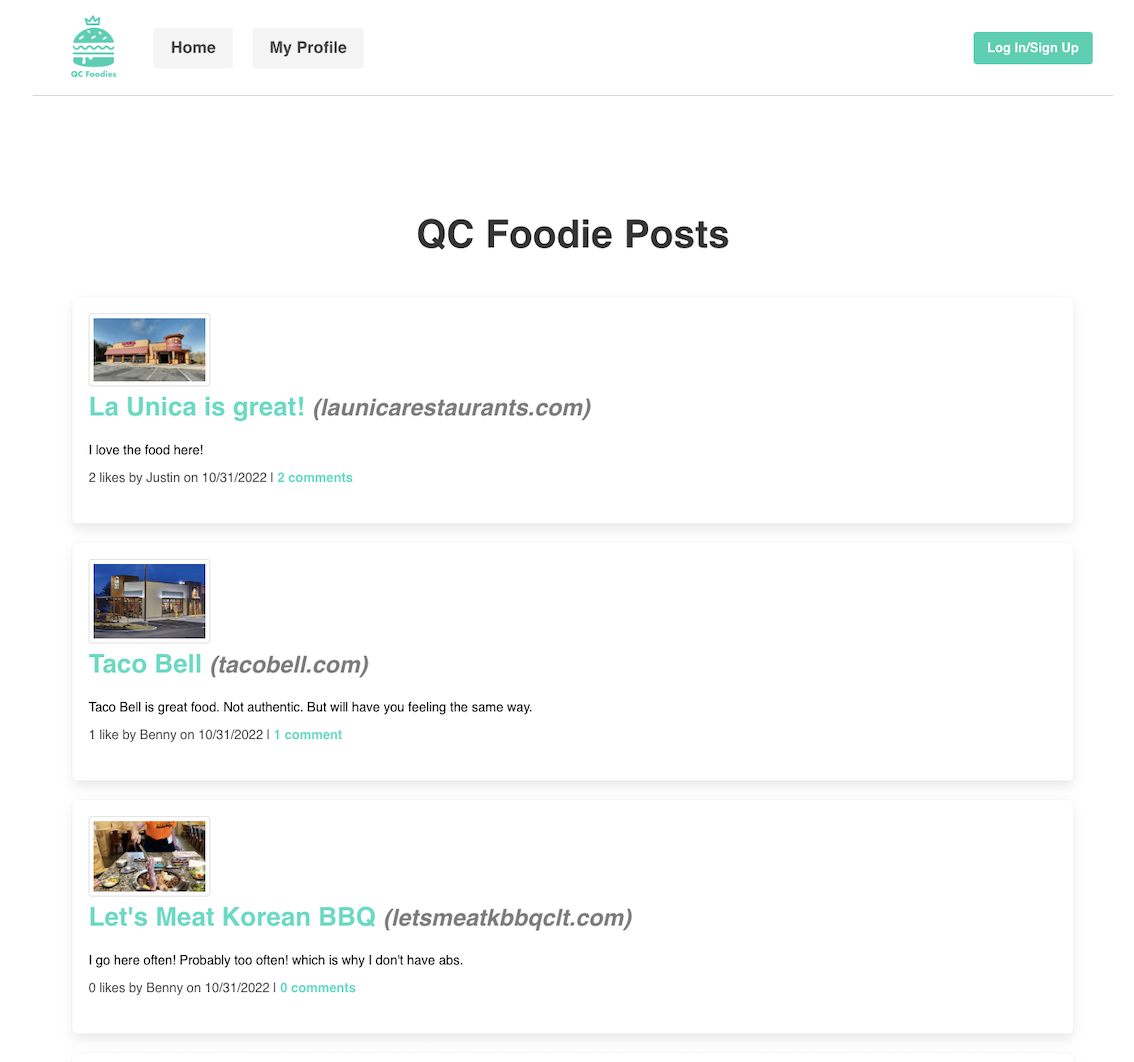 QC Foodies
Home
My Profile
Log In/Sign Up
QC Foodie Posts
La Unica is great! (launicarestaurants.com)
I love the food here!
2 likes by Justin on 10/31/2022 | 2 comments
Taco Bell (tacobell.com)
Taco Bell is great food. Not authentic. But will have you feeling the same way.
1 like by Benny on 10/31/2022 | 1 comment
Let's Meat Korean BBQ (letsmeatkbbqclt.com)
I go here often! Probably too often! which is why I don't have abs.
0 likes by Benny on 10/31/2022 | 0 comments